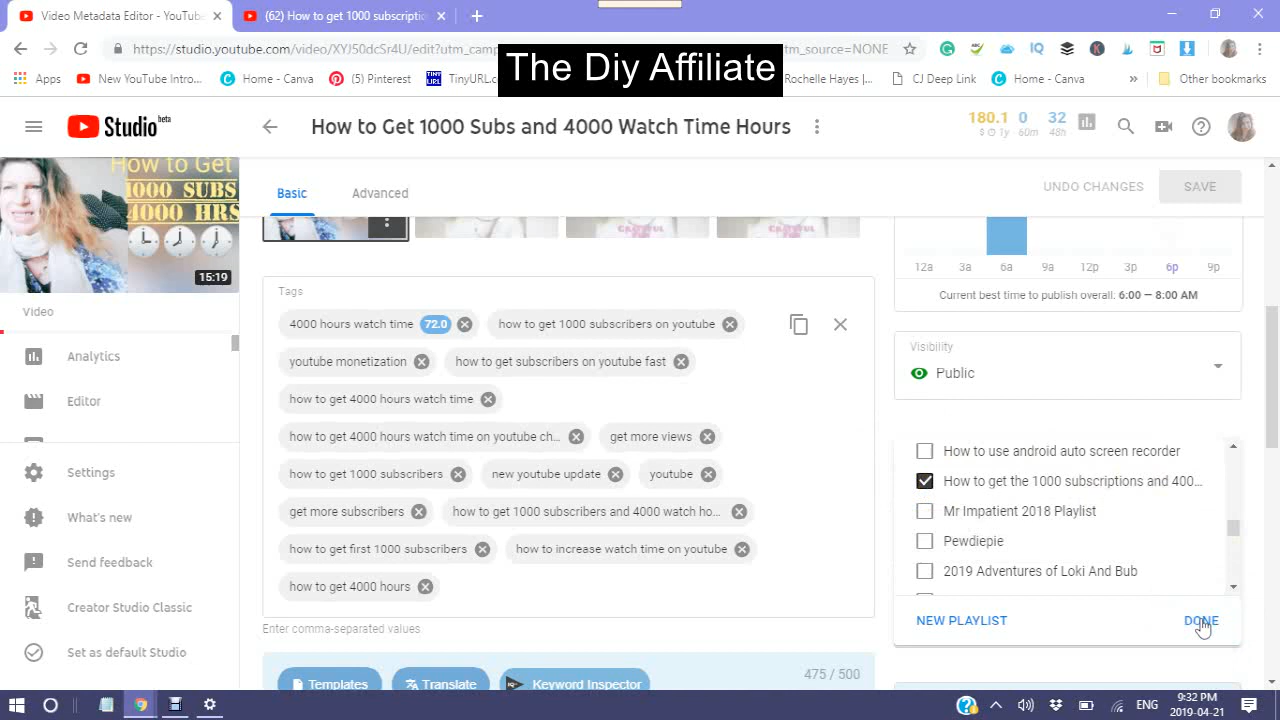 Video Metadata Editor - YouTube
(62) How to get 1000 subscriptio
https://studio.youtube.com/video/XYJ50dcSr4U/edit?utm_camp
tm_source=NONE
The Diy Affiliate
Apps
New YouTube Intro...
Home - Canva
(5) Pinterest
TinyURL.c
Rochelle Hayes |...
CJ Deep Link
Home - Canva
»
Other bookmarks
Studio beta
How to Get 1000 Subs and 4000 Watch Time Hours
180.1 0 32
$ 1y 60m 48h
How to Get
1000 SUBS
4000 HRS
15:19
Basic
Advanced
UNDO CHANGES
SAVE
GRATEFUL
GRATEFUL
12a 3a 6a 9a 12p 3p 6p 9p
Current best time to publish overall: 6:00 — 8:00 AM
Video
Analytics
Editor
Settings
What's new
Send feedback
Creator Studio Classic
Set as default Studio
Tags
4000 hours watch time 72.0
how to get 1000 subscribers on youtube
youtube monetization
how to get subscribers on youtube fast
how to get 4000 hours watch time
how to get 4000 hours watch time on youtube ch...
get more views
how to get 1000 subscribers
new youtube update
youtube
get more subscribers
how to get 1000 subscribers and 4000 watch ho...
how to get first 1000 subscribers
how to increase watch time on youtube
how to get 4000 hours
Enter comma-separated values
Templates
Translate
Keyword Inspector
475 / 500
Visibility
Public
How to use android auto screen recorder
How to get the 1000 subscriptions and 400...
Mr Impatient 2018 Playlist
Pewdiepie
2019 Adventures of Loki And Bub
NEW PLAYLIST
DONE
ENG
9:32 PM
2019-04-21